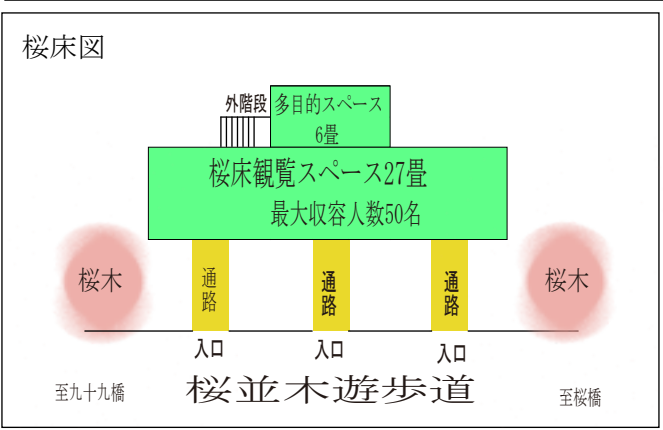 桜床図
外階段
多目的スペース
6畳
桜床観覧スペース27畳
最大収容人数50名
桜木
通路
通路
通路
桜木
入口
入口
入口
至九十九橋
桜並木遊歩道
至桜橋